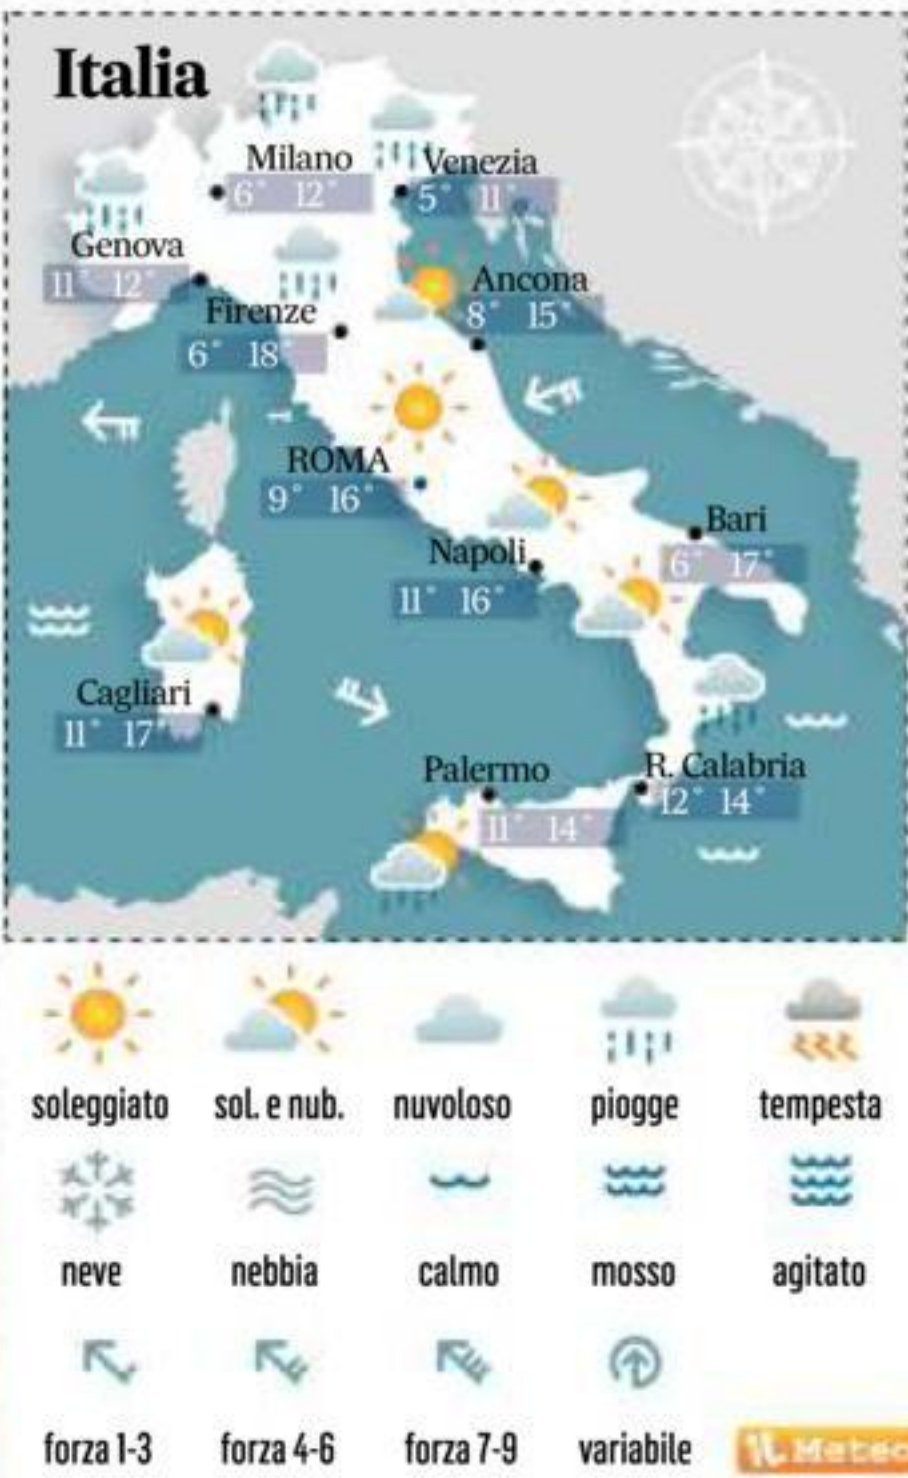 Italia
Milano
6° 12°
Venezia
5° 11°
Genova
11° 12°
Firenze
6° 18°
Ancona
8° 15°
ROMA
9° 16°
Napoli
11° 16°
Bari
6° 17°
Cagliari
11° 17°
Palermo
11° 14°
R. Calabria
12° 14°
soleggiato sol. e nub. nuvoloso piogge tempesta
neve nebbia calmo mosso agitato
forza 1-3 forza 4-6 forza 7-9 variabile
iL Meteo